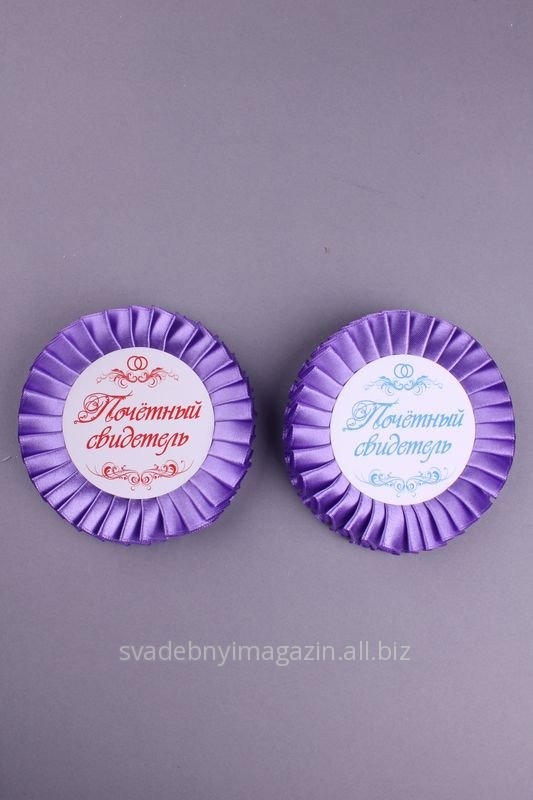 Почётный
свидетель
Почётный
свидетель
svadebnyimagazin.all.biz